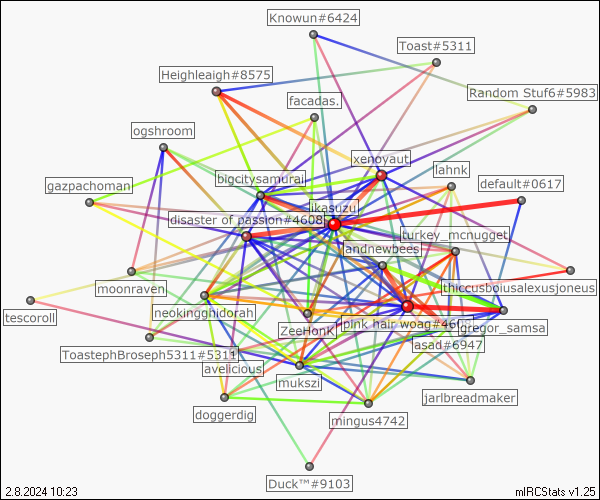 Knowun#6424
Toast#5311
Heighleaigh#8575
Random Stuf6#5983
facadas.
ogshroom
xenoyaut
lahnk
bigcitysamurai
default#0617
gazpachoman
ikasuzu
disaster of passion#4608
turkey_mcnugget
andnewbees
moonraven
thiccusbouisalexusjoneus
tescoroll
neokingghidorah
ZeeHonk
pink hair woag#46
gregor_samsa
asad#6947
ToastephBroseph5311#5311
avelicious
mukszi
jarlbreadmaker
doggerdig
mingus4742
Duck™#9103
2.8.2024 10:23
mIRCStats v1.25